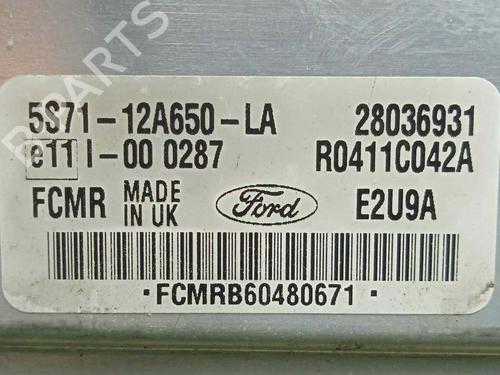 B-PARTS
5S71-12A650-LA 28036931
e11 I-00 0287 R0411C042A
FCMR MADE IN UK Ford E2U9A
*FCMRB60480671*